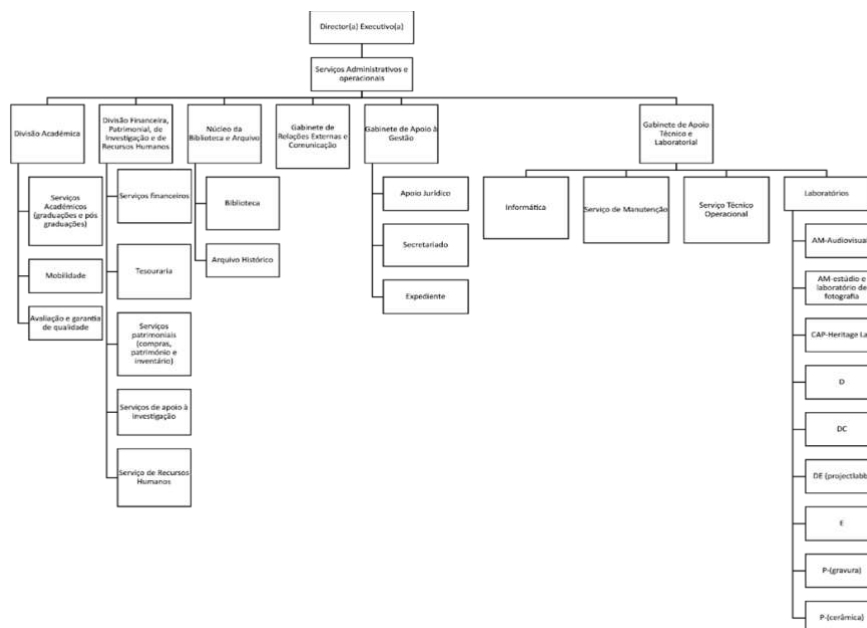 Director(a) Executivo(a)
Serviços Administrativos e
operacionais
Divisão Académica
Divisão Financeira,
Patrimonial, de
Investigação e de
Recursos Humanos
Núcleo da
Biblioteca e Arquivo
Gabinete de
Relações Externas e
Comunicação
Gabinete de Apoio à
Gestão
Gabinete de Apoio
Técnico e
Laboratorial
Serviços
Académicos
(graduações e pós
graduações)
Mobilidade
Avaliação e garantia
de qualidade
Serviços financeiros
Tesouraria
Serviços
patrimoniais
(compras,
património e
inventário)
Serviços de apoio à
investigação
Serviço de Recursos
Humanos
Biblioteca
Arquivo Histórico
Apoio Jurídico
Secretariado
Expediente
Informática
Serviço de Manutenção
Serviço Técnico
Operacional
Laboratórios
AM-Audiovisual
AM-estúdio e
laboratório de
fotografia
CAP-Heritage La
D
DC
DE (projectlabb
E
P-(gravura)
P-(cerâmica)